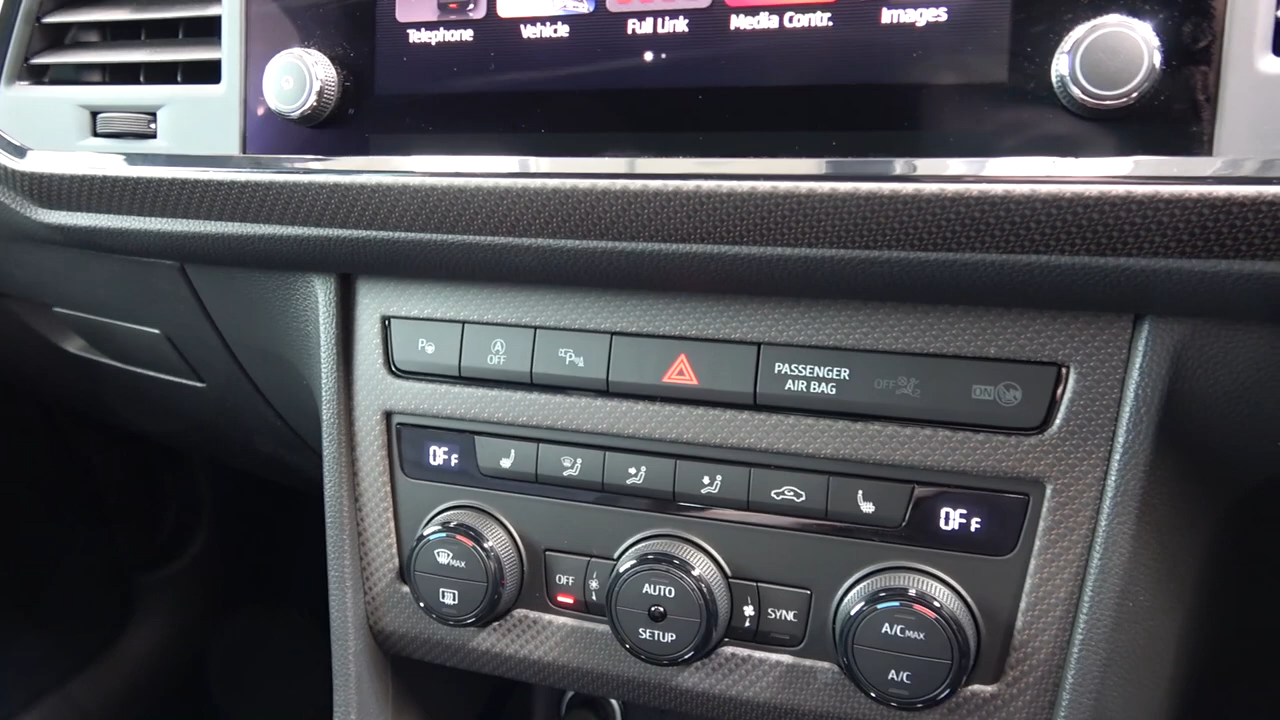 Telephone
Vehicle
Full Link
Media Contr.
Images
P
A
OFF
P
PASSENGER
AIR BAG
OFF
ON
OFF
OFF
MAX
OFF
AUTO
SETUP
SYNC
A/C MAX
A/C